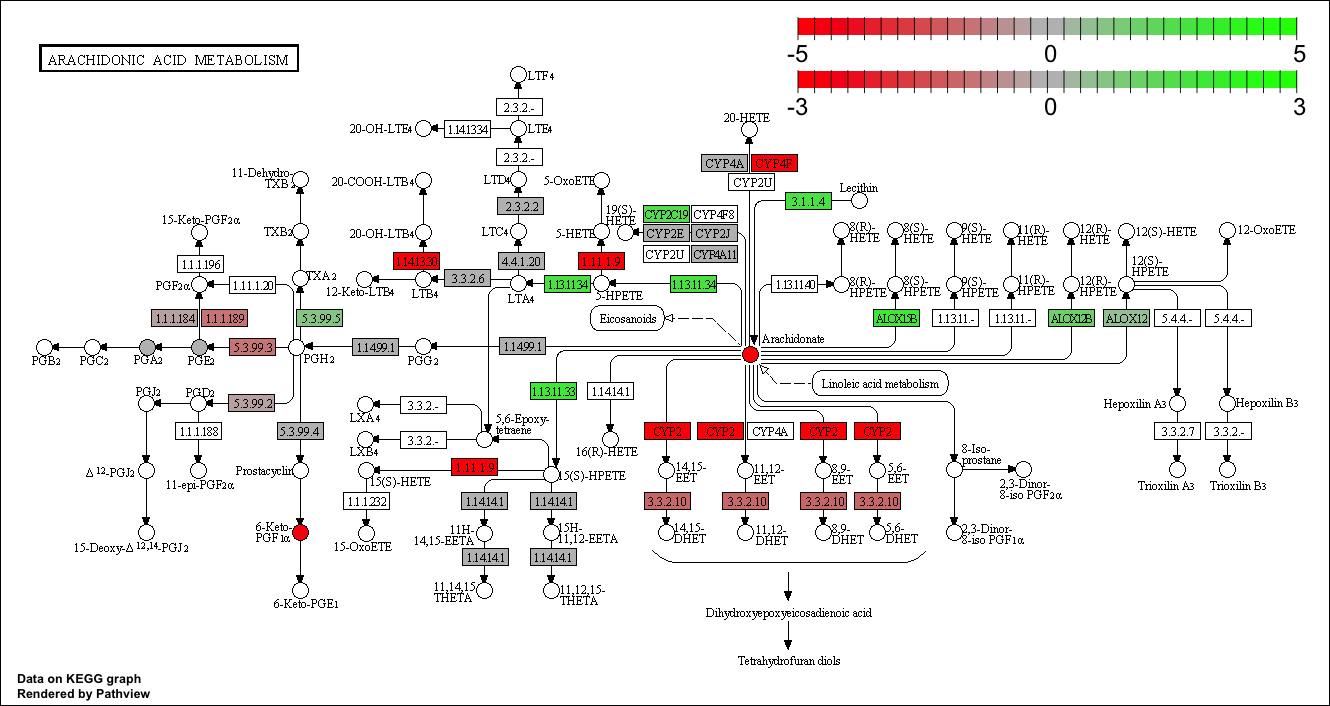 ARACHIDONIC ACID METABOLISM
-5 0 5
-3 0 3
LTF4
2.3.2.-
20-OH-LTE4
1.14.13.34
LTE4
2.3.2.-
20-HETE
CYP4A
CYP4F
CYP2U
11-Dehydro-
TXB2
20-COOH-LTB4
LTD4
5-OxoETE
Lecithin
3.1.1.4
2.3.2.2
19(S)-
HETE
CYP2C19
CYP4F8
CYP2E
CYP2J
CYP2U
CYP4A11
15-Keto-PGF2α
TXB2
20-OH-LTB4
LTC4
5-HETE
8(R)-
HETE
8(S)-
HETE
9(S)-
HETE
11(R)-
HETE
12(R)-
HETE
12(S)-HETE
12-OxoETE
1.1.1.196
1.14.13.30
4.4.1.20
1.11.1.9
12(S)-
HPETE
PGF2α
1.1.1.20
TXA2
12-Keto-LTB4
LTB4
3.3.2.6
LTA4
1.13.11.34
5-HPETE
1.13.11.34
1.13.11.40
8(R)-
HPETE
8(S)-
HPETE
9(S)-
HPETE
11(R)-
HPETE
12(R)-
HPETE
1.1.1.184
1.1.1.189
5.3.99.5
Eicosanoids
ALOX15B
1.13.11.-
1.13.11.-
ALOX12B
ALOX12
5.4.4.-
5.4.4.-
Arachidonate
PGB2
PGC2
PGA2
PGE2
5.3.99.3
PGH2
1.14.99.1
PGG2
1.14.99.1
Linoleic acid metabolism
PGJ2
PGD2
5.3.99.2
1.13.11.33
1.14.14.1
LXA4
3.3.2.-
5,6-Epoxy-
tetraene
Hepoxilin A3
Hepoxilin B3
1.1.1.188
5.3.99.4
LXB4
3.3.2.-
16(R)-HETE
CYP2
CYP2
CYP4A
CYP2
CYP2
3.3.2.7
3.3.2.-
Δ12-PGJ2
11-epi-PGF2α
Prostacyclin
15(S)-HETE
1.11.1.9
15(S)-HPETE
14,15-
EET
11,12-
EET
8,9-
EET
5,6-
EET
8-Iso-
prostane
2,3-Dinor-
8-iso PGF2α
Trioxilin A3
Trioxilin B3
1.1.1.232
1.14.14.1
1.14.14.1
3.3.2.10
3.3.2.10
3.3.2.10
3.3.2.10
15-Deoxy-Δ12,14-PGJ2
6-Keto-
PGF1α
15-OxoETE
11H-
14,15-EETA
15H-
11,12-EETA
14,15-
DHET
11,12-
DHET
8,9-
DHET
5,6-
DHET
2,3-Dinor-
8-iso PGF1α
1.14.14.1
1.14.14.1
6-Keto-PGE1
11,14,15-
THETA
11,12,15-
THETA
Dihydroxyepoxyeicosadienoic acid
Tetrahydrofuran diols
Data on KEGG graph
Rendered by Pathview